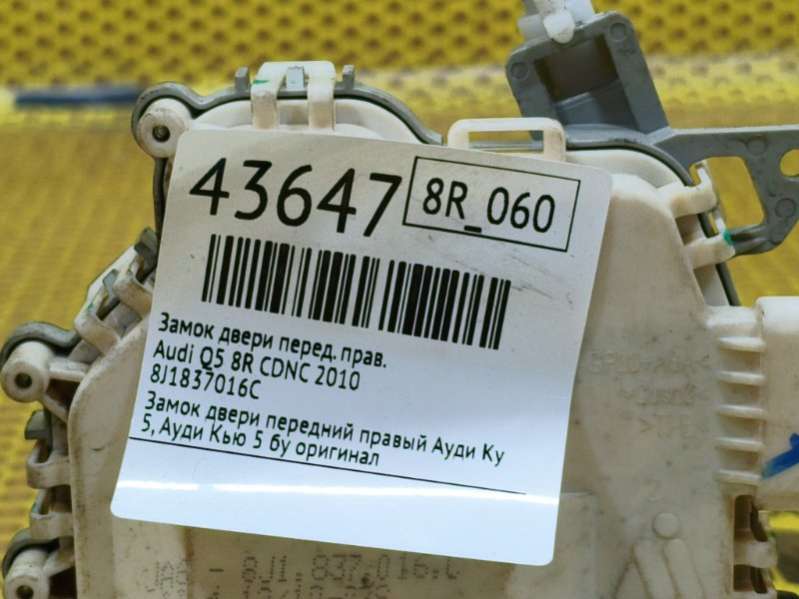 43647
8R_060
Замок двери перед. прав.
Audi Q5 8R CDNC 2010
8J1837016C
Замок двери передний правый Ауди Ку
5, Ауди Кью 5 бу оригинал
8J1.837.016.C